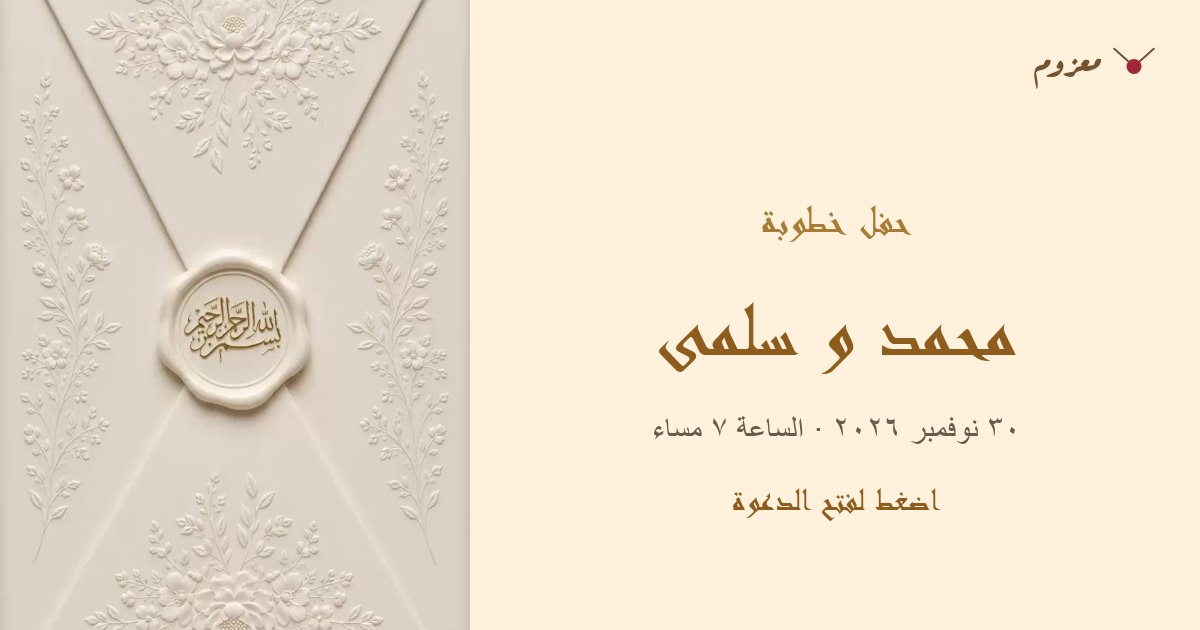 معزوم
حفل خطوبة
محمد و سلمى
٣٠ نوفمبر ٢٠٢٦ · الساعة ٧ مساء
اضغط لفتح الدعوة
بسم الله الرحمن الرحيم